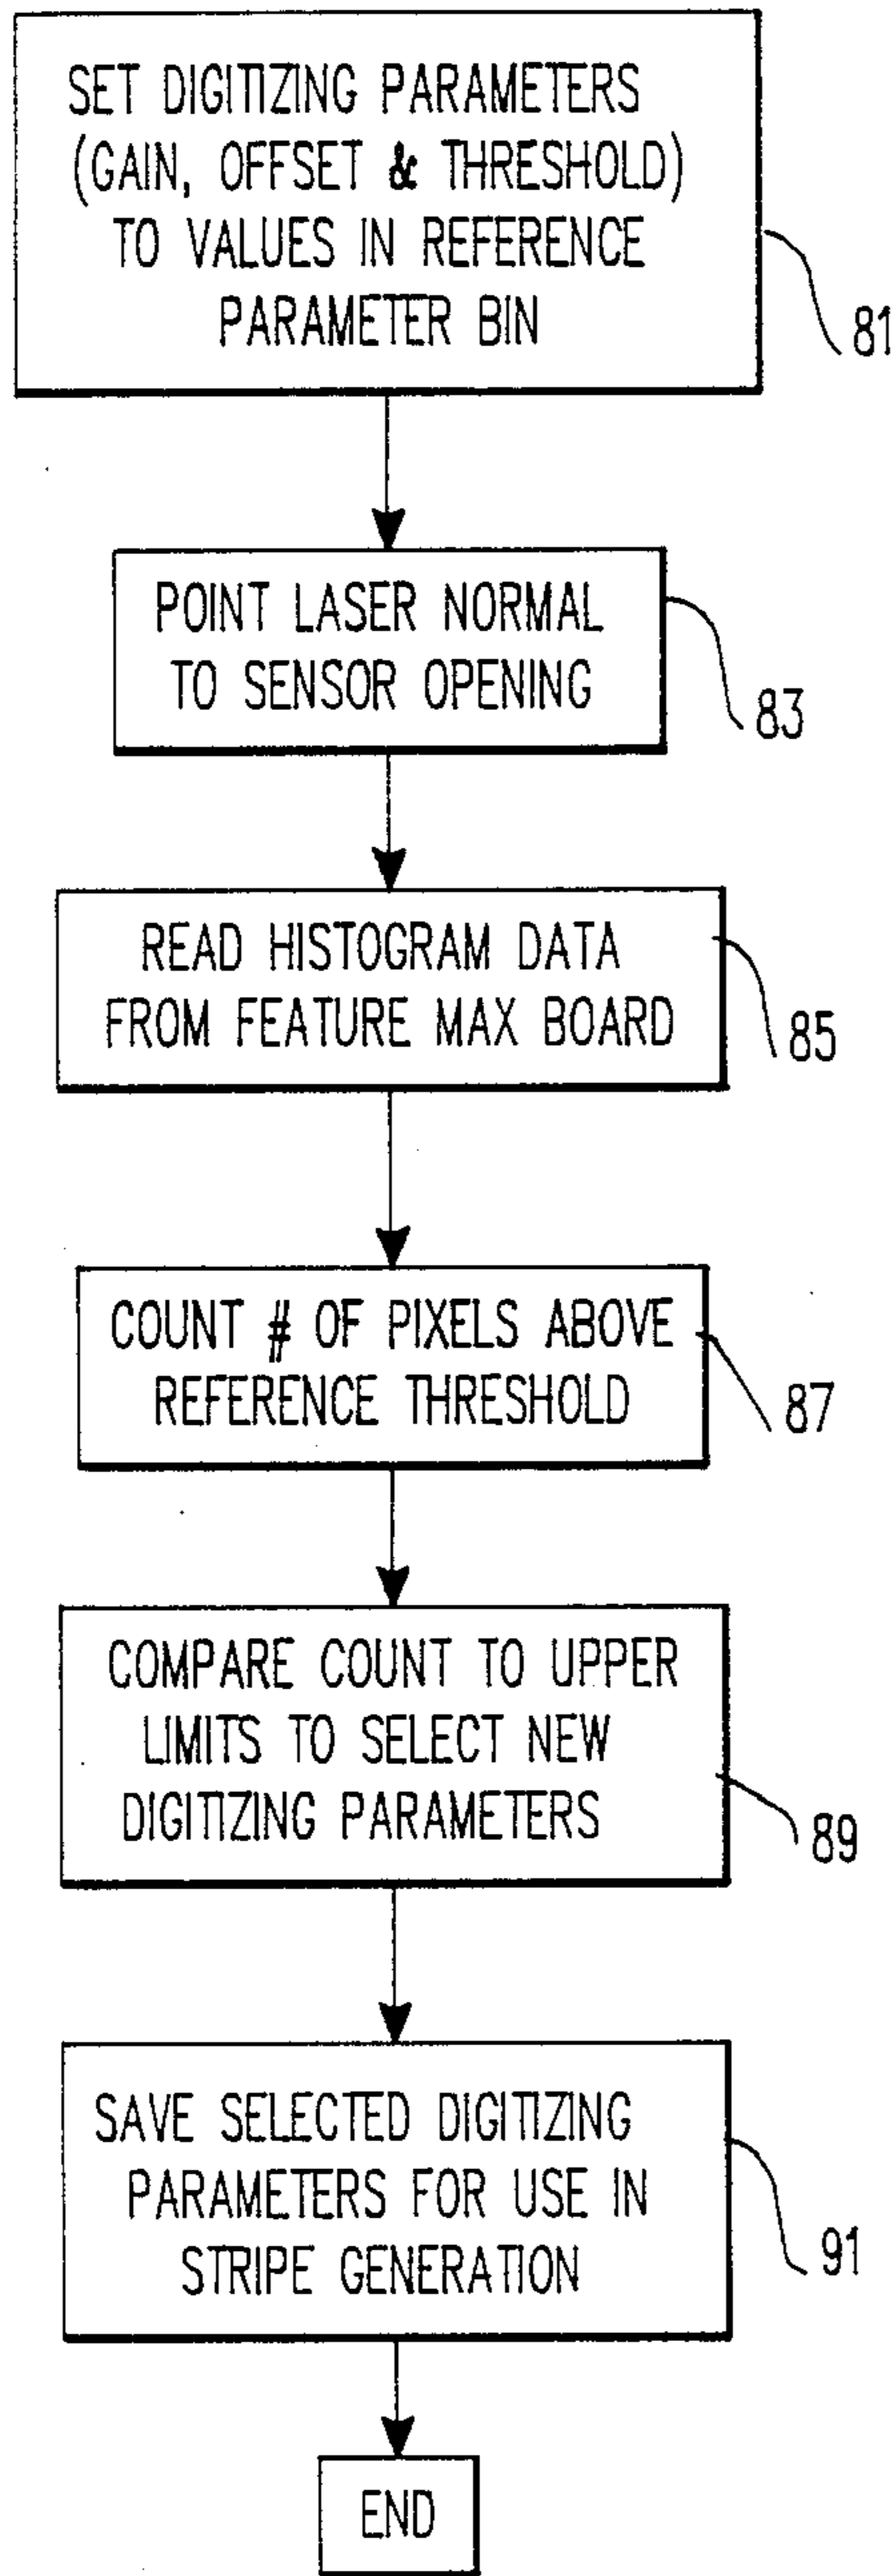 SET DIGITIZING PARAMETERS
(GAIN, OFFSET & THRESHOLD)
TO VALUES IN REFERENCE
PARAMETER BIN
81
POINT LASER NORMAL
TO SENSOR OPENING
83
READ HISTOGRAM DATA
FROM FEATURE MAX BOARD
85
COUNT # OF PIXELS ABOVE
REFERENCE THRESHOLD
87
COMPARE COUNT TO UPPER
LIMITS TO SELECT NEW
DIGITIZING PARAMETERS
89
SAVE SELECTED DIGITIZING
PARAMETERS FOR USE IN
STRIPE GENERATION
91
END